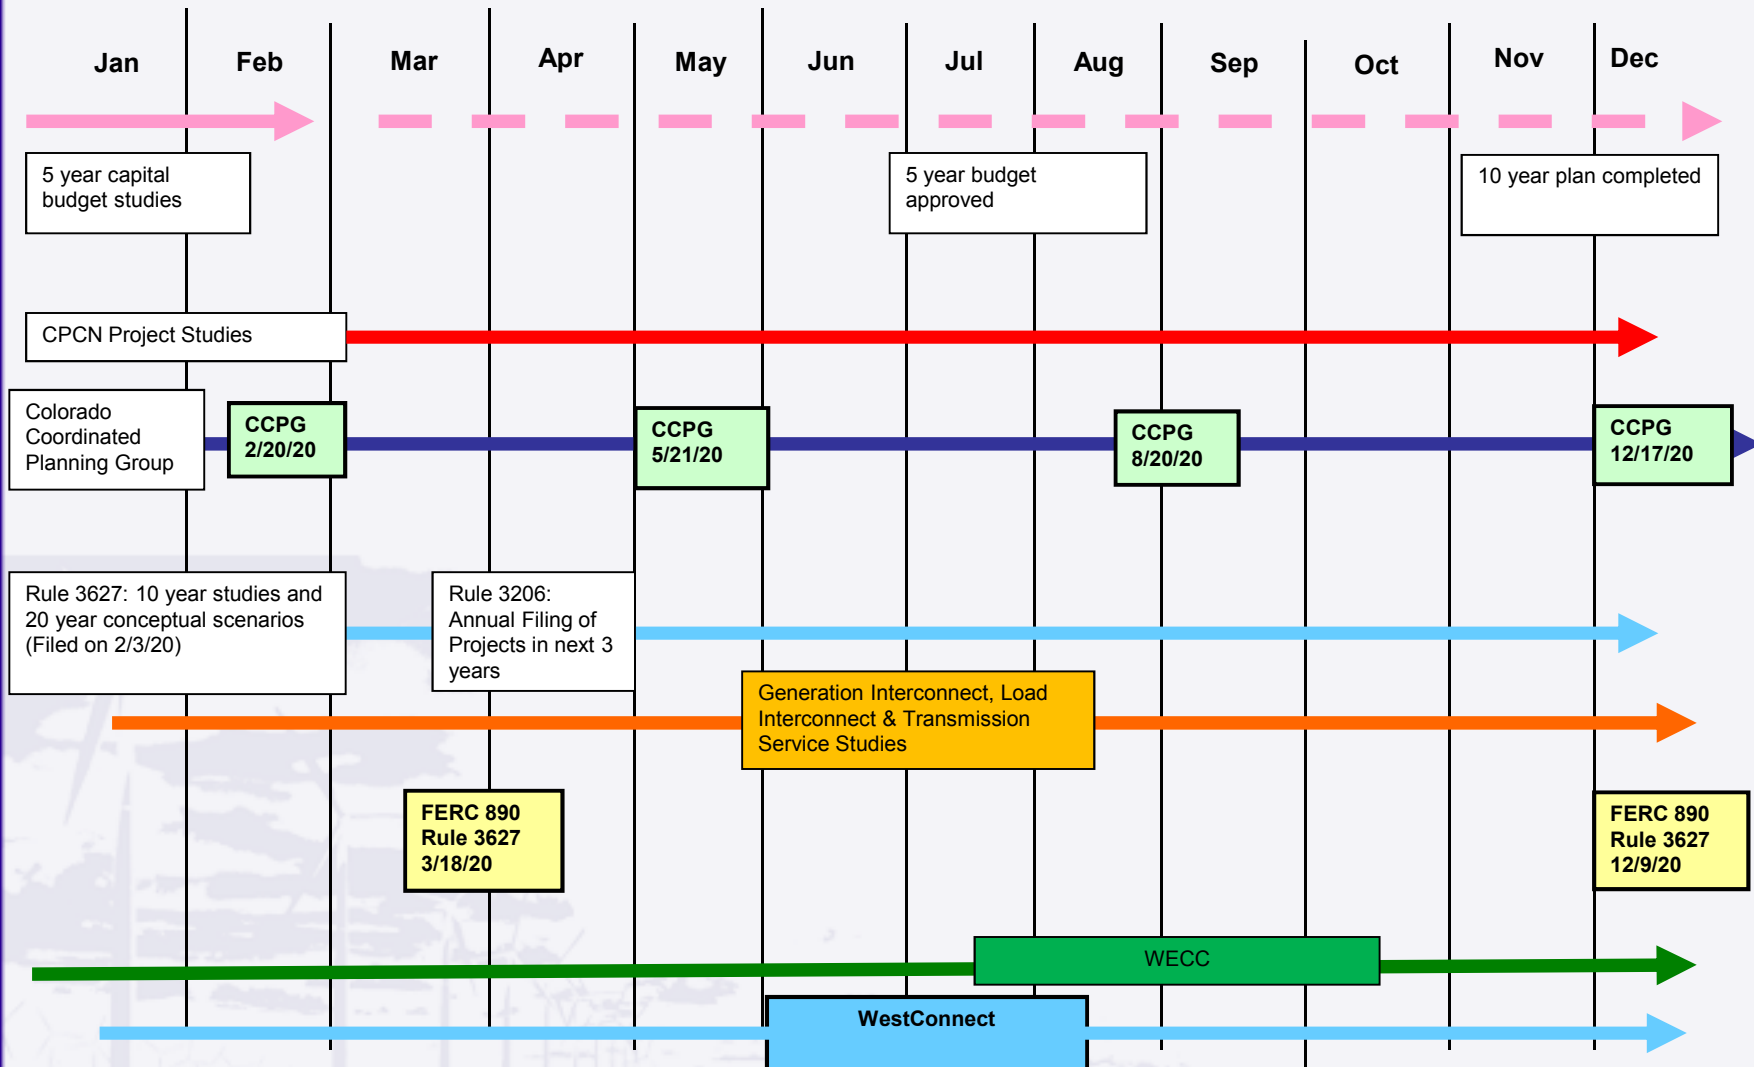 Jan Feb Mar Apr May Jun Jul Aug Sep Oct Nov Dec
5 year capital
budget studies
5 year budget
approved
10 year plan completed
CPCN Project Studies
Colorado
Coordinated
Planning Group
CCPG
2/20/20
CCPG
5/21/20
CCPG
8/20/20
CCPG
12/17/20
Rule 3627: 10 year studies and
20 year conceptual scenarios
(Filed on 2/3/20)
Rule 3206:
Annual Filing of
Projects in next 3
years
Generation Interconnect, Load
Interconnect & Transmission
Service Studies
FERC 890
Rule 3627
3/18/20
FERC 890
Rule 3627
12/9/20
WECC
WestConnect